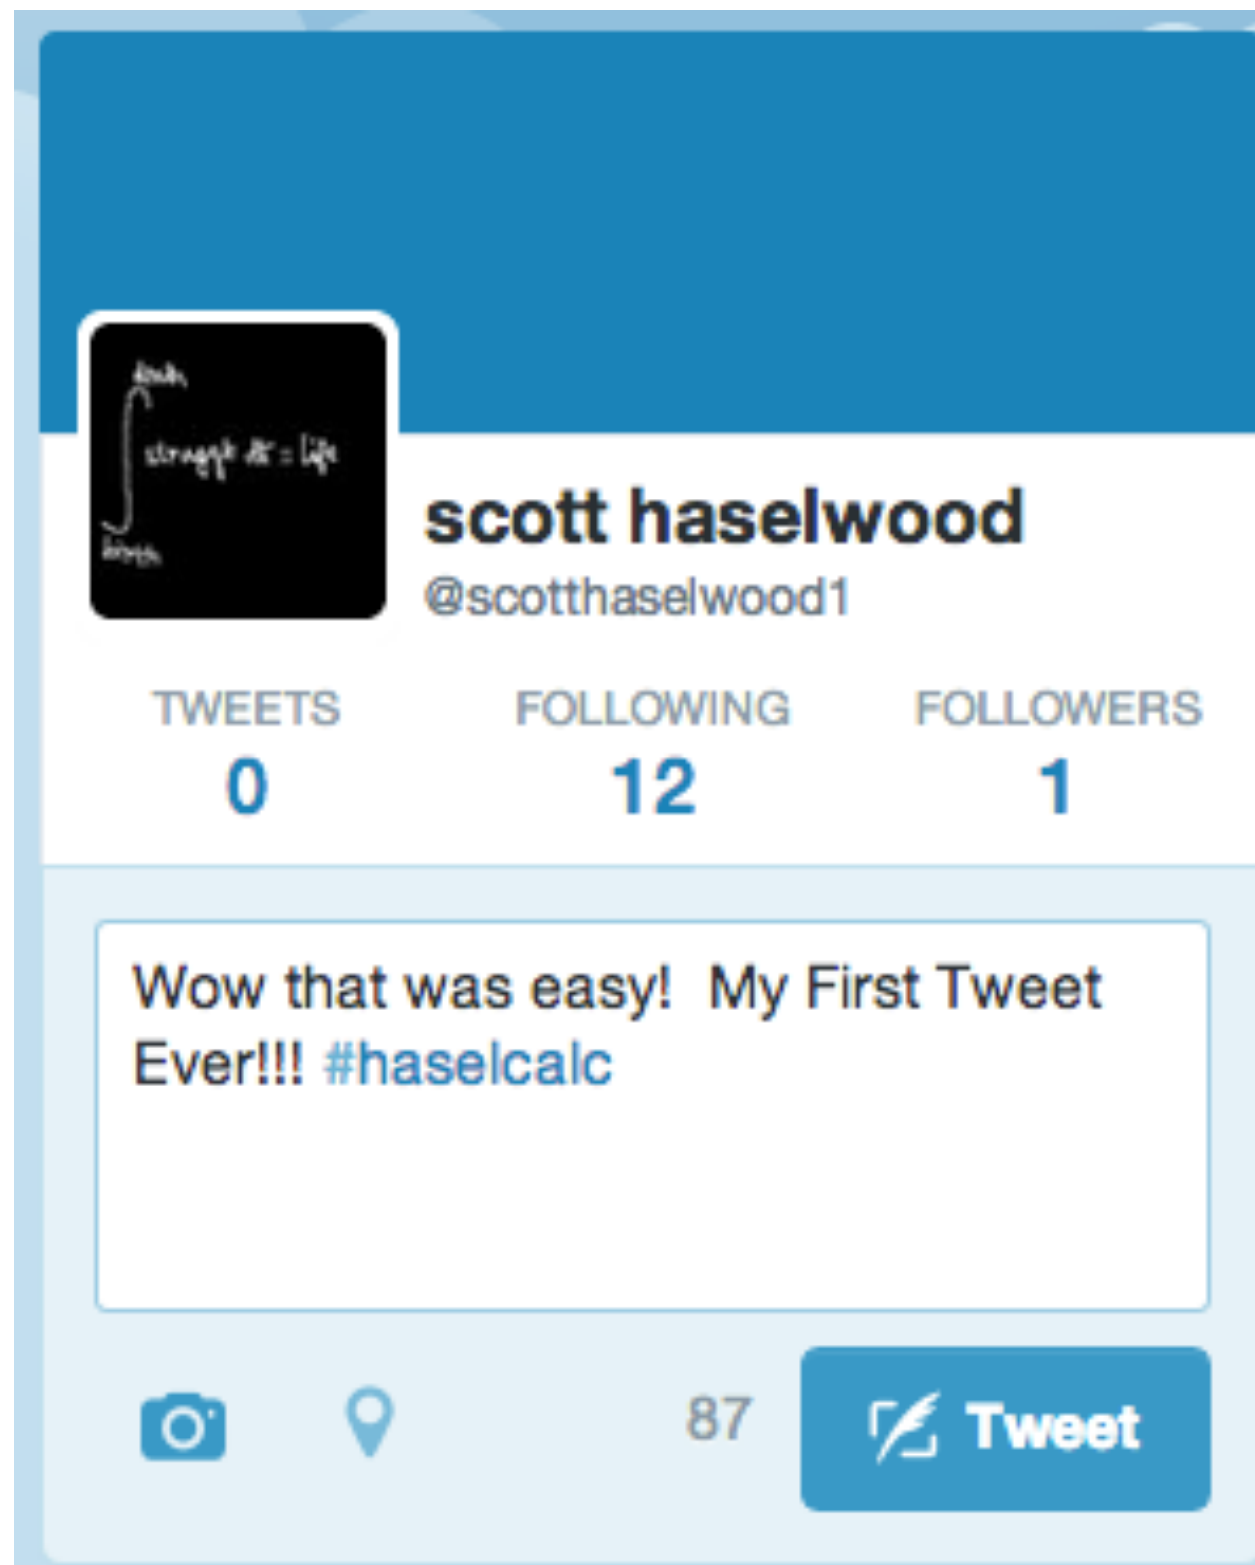 death
struggle dt = life
birth
scott haselwood
@scotthaselwood1
TWEETS FOLLOWING FOLLOWERS
0 12 1
Wow that was easy!  My First Tweet
Ever!!! #haselcalc
87 Tweet